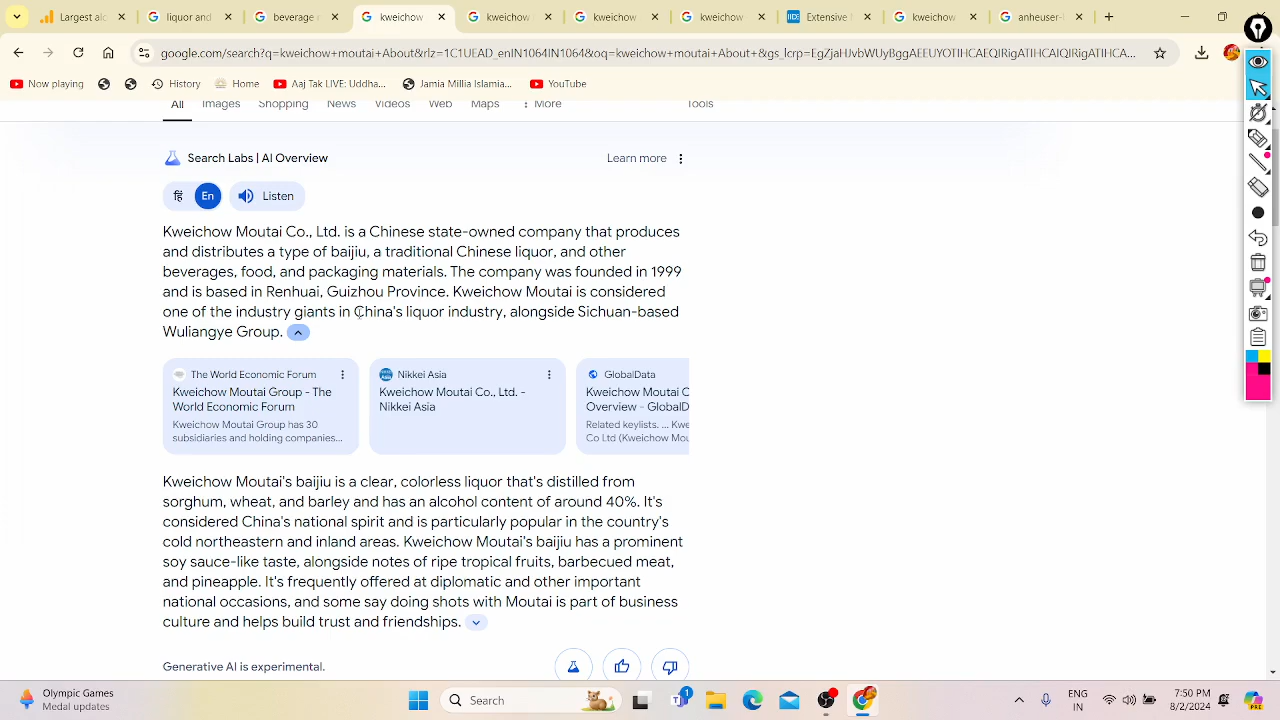 Largest alc
liquor sear
beverage
kweichow
kweichow
kweichow
kweichow
Extensive
kweichow
anheuser-
google.com/search?q=kweichow+moutai+About+&rlz=1C1UEAD_enIN1064IN1064&oq=kweichow+moutai+About+&gs_lcrp=
Now playing
History
Home
Aaj Tak LIVE: Uddha...
Jamia Millia Islamia...
YouTube
All Images Shopping News Videos Web Maps More Tools
Search Labs | AI Overview
Learn more
हि En Listen
Kweichow Moutai Co., Ltd. is a Chinese state-owned company that produces
and distributes a type of baijiu, a traditional Chinese liquor, and other
beverages, food, and packaging materials. The company was founded in 1999
and is based in Renhuai, Guizhou Province. Kweichow Moutai is considered
one of the industry giants in China's liquor industry, alongside Sichuan-based
Wuliangye Group.
The World Economic Forum
Kweichow Moutai Group - The
World Economic Forum
Kweichow Moutai Group has 30
subsidiaries and holding companies...
Nikkei Asia
Kweichow Moutai Co., Ltd. -
Nikkei Asia
GlobalData
Kweichow Moutai C
Overview - GlobalD
Related keylists. ... Kwe
Co Ltd (Kweichow Mou
Kweichow Moutai's baijiu is a clear, colorless liquor that's distilled from
sorghum, wheat, and barley and has an alcohol content of around 40%. It's
considered China's national spirit and is particularly popular in the country's
cold northeastern and inland areas. Kweichow Moutai's baijiu has a prominent
soy sauce-like taste, alongside notes of ripe tropical fruits, barbecued meat,
and pineapple. It's frequently offered at diplomatic and other important
national occasions, and some say doing shots with Moutai is part of business
culture and helps build trust and friendships.
Generative AI is experimental.
Olympic Games
Medal updates
Search
1
ENG
IN
7:50 PM
8/2/2024
PRE